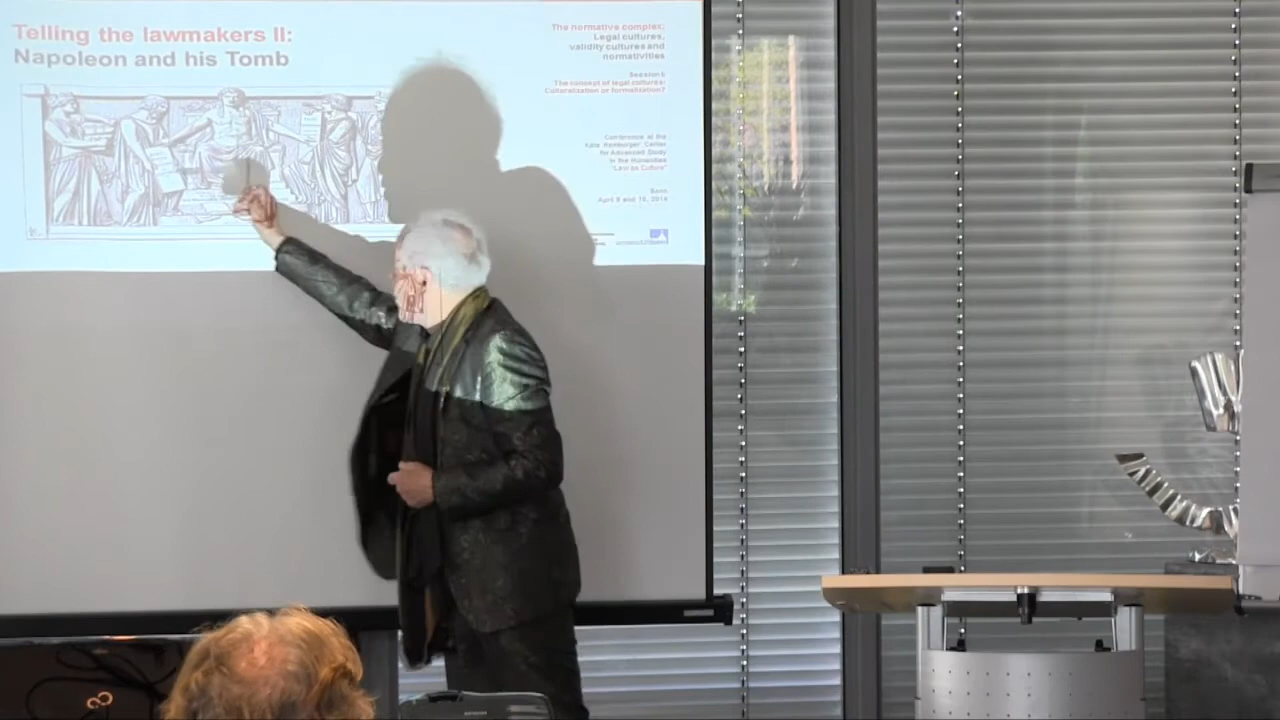 Telling the lawmakers II:
Napoleon and his Tomb
The normative complex:
Legal cultures,
validity cultures and
normativities
Session I:
The concept of legal cultures:
Culturalisation or formalisation?
Conference at the
Käte Hamburger Center
for Advanced Study
in the Humanities
"Law as Culture"
Bonn
April 9 and 10, 2014